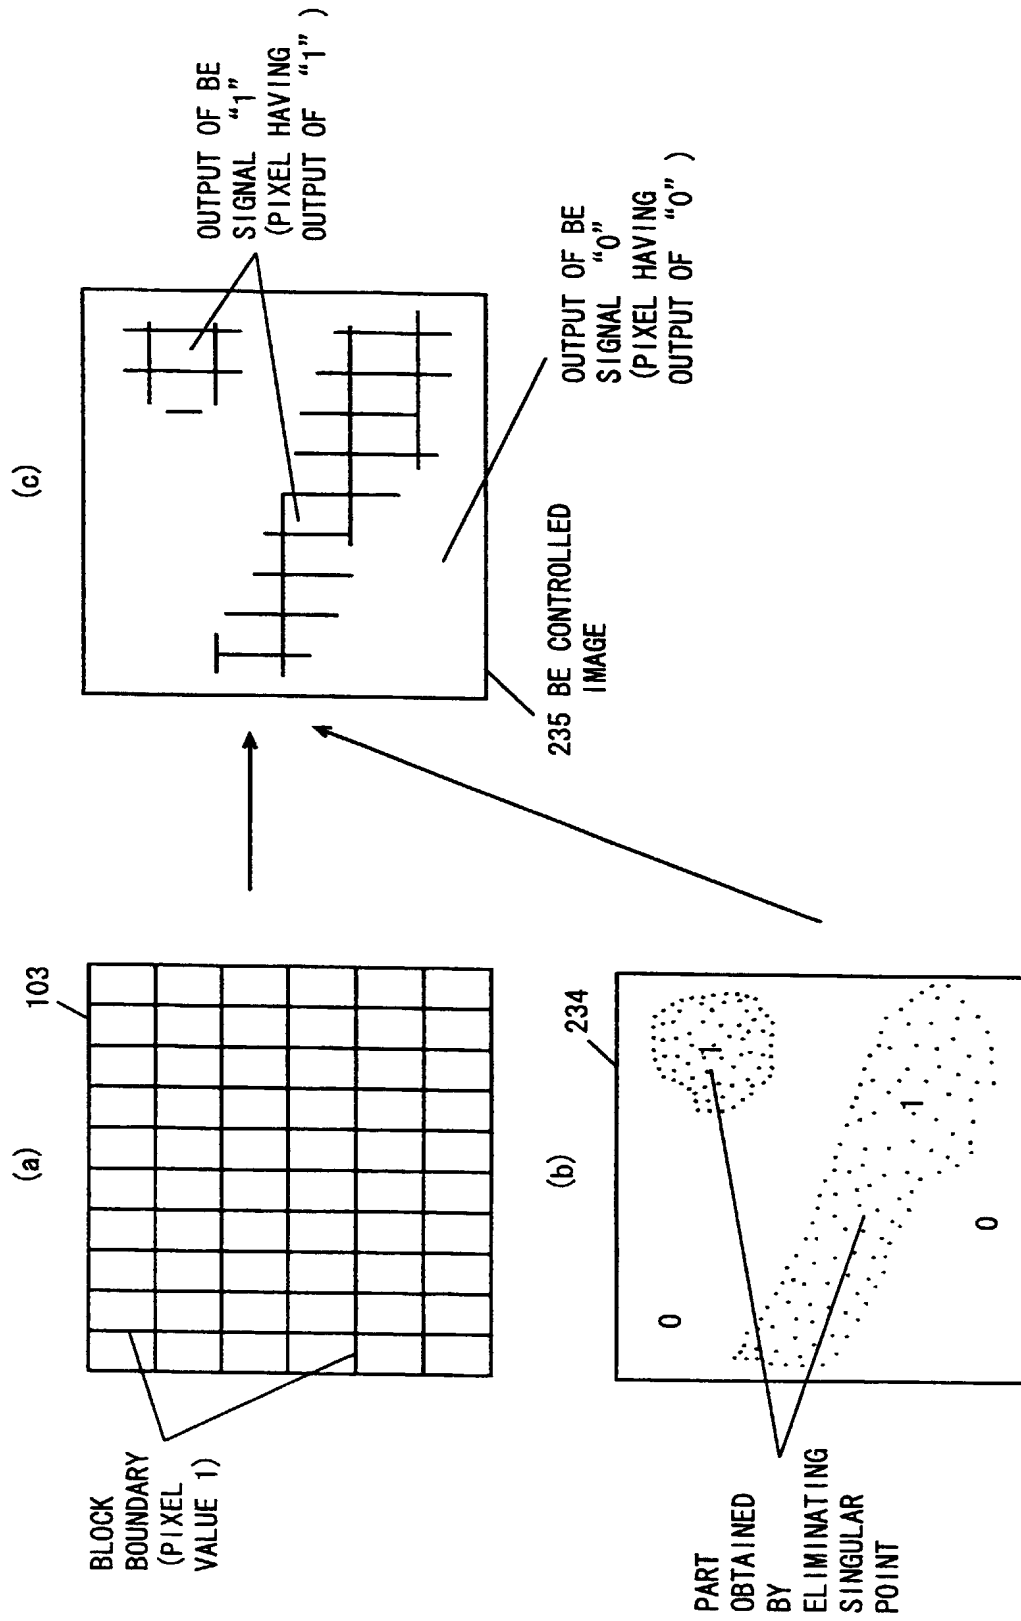 (a)
103
BLOCK
BOUNDARY
(PIXEL
VALUE 1)
(b)
234
0
1
1
0
PART
OBTAINED
BY
ELIMINATING
SINGULAR
POINT
(c)
OUTPUT OF BE
SIGNAL “1”
(PIXEL HAVING
OUTPUT OF “1”)
OUTPUT OF BE
SIGNAL “0”
(PIXEL HAVING
OUTPUT OF “0”)
235 BE CONTROLLED
IMAGE